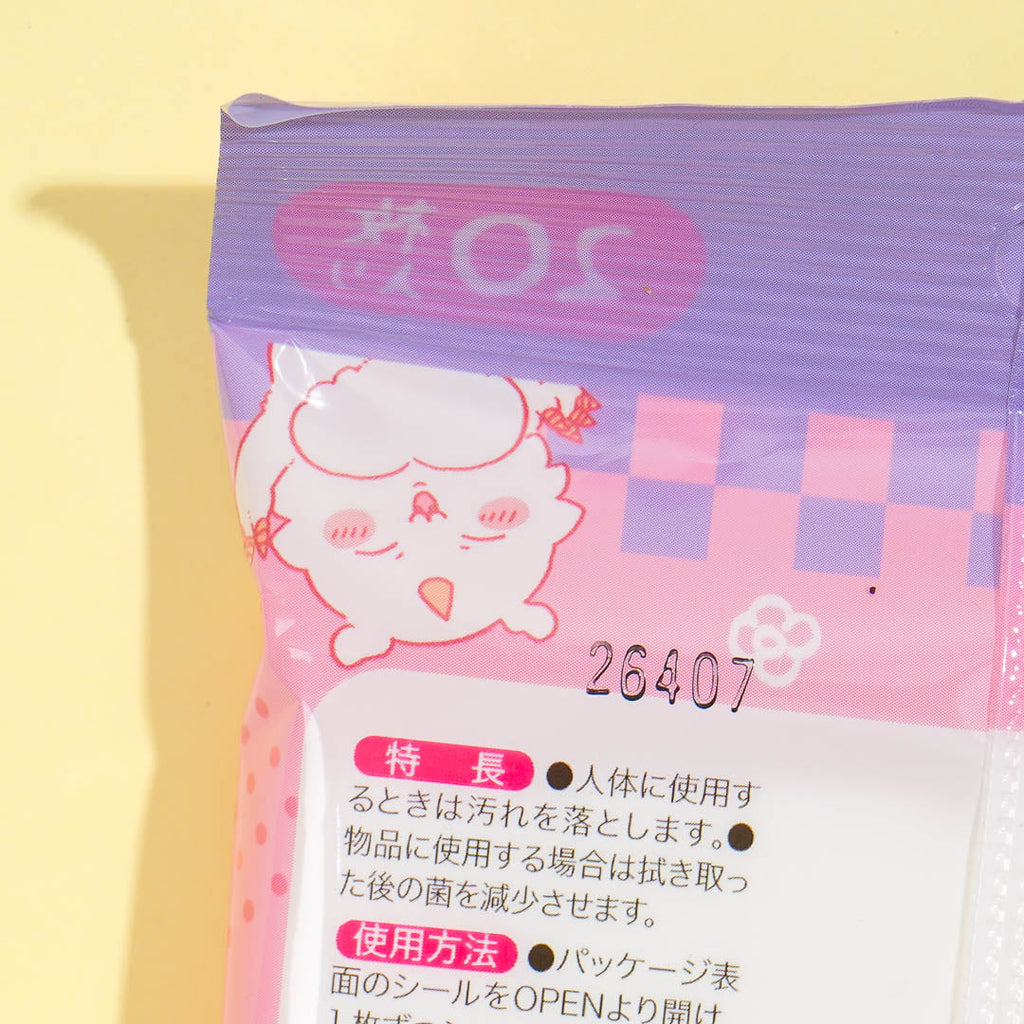 20枚入
26407
特長 ●人体に使用す
るときは汚れを落とします。●
物品に使用する場合は拭き取っ
た後の菌を減少させます。
使用方法 ●パッケージ表
面のシールをOPENより開け